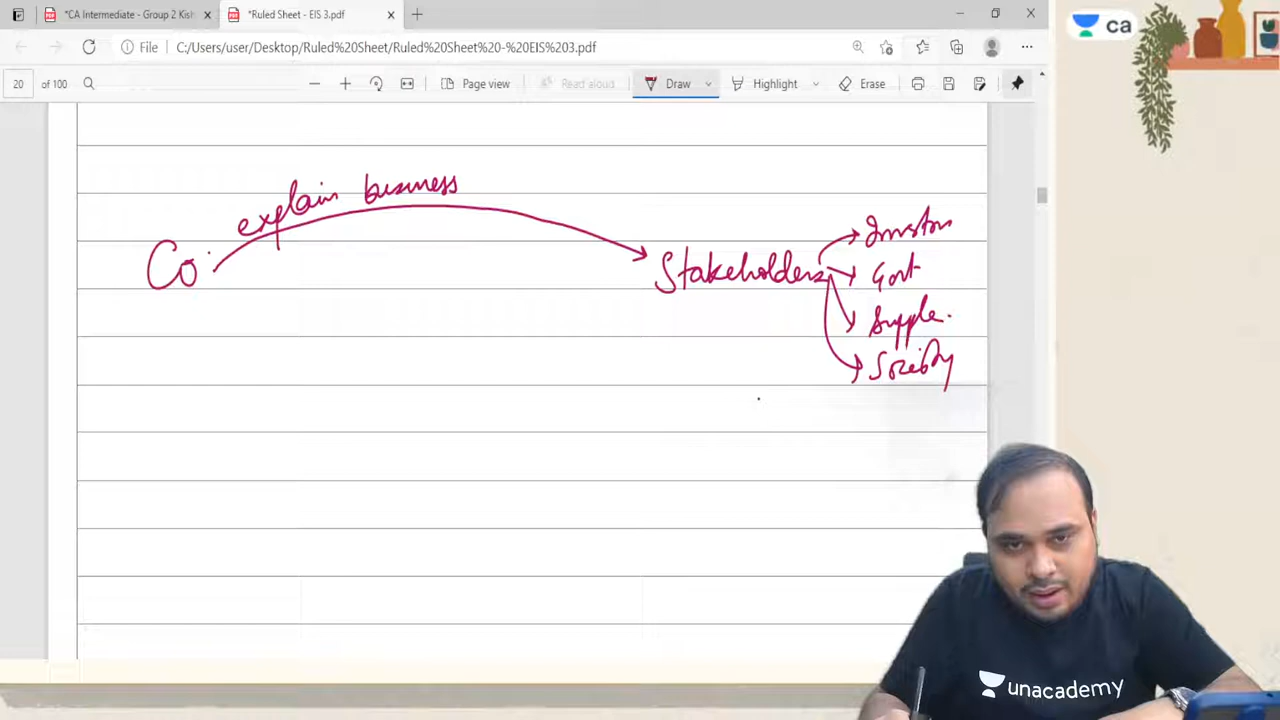 *CA Intermediate - Group 2 Kish
*Ruled Sheet - EIS 3.pdf
File
C:/Users/user/Desktop/Ruled%20Sheet/Ruled%20Sheet%20-%20EIS%203.pdf
20 of 100
Page view
Read aloud
Draw
Highlight
Erase
ca
explain business
Co.
Stakeholders
Investors
Govt
Supplie.
Society
unacademy